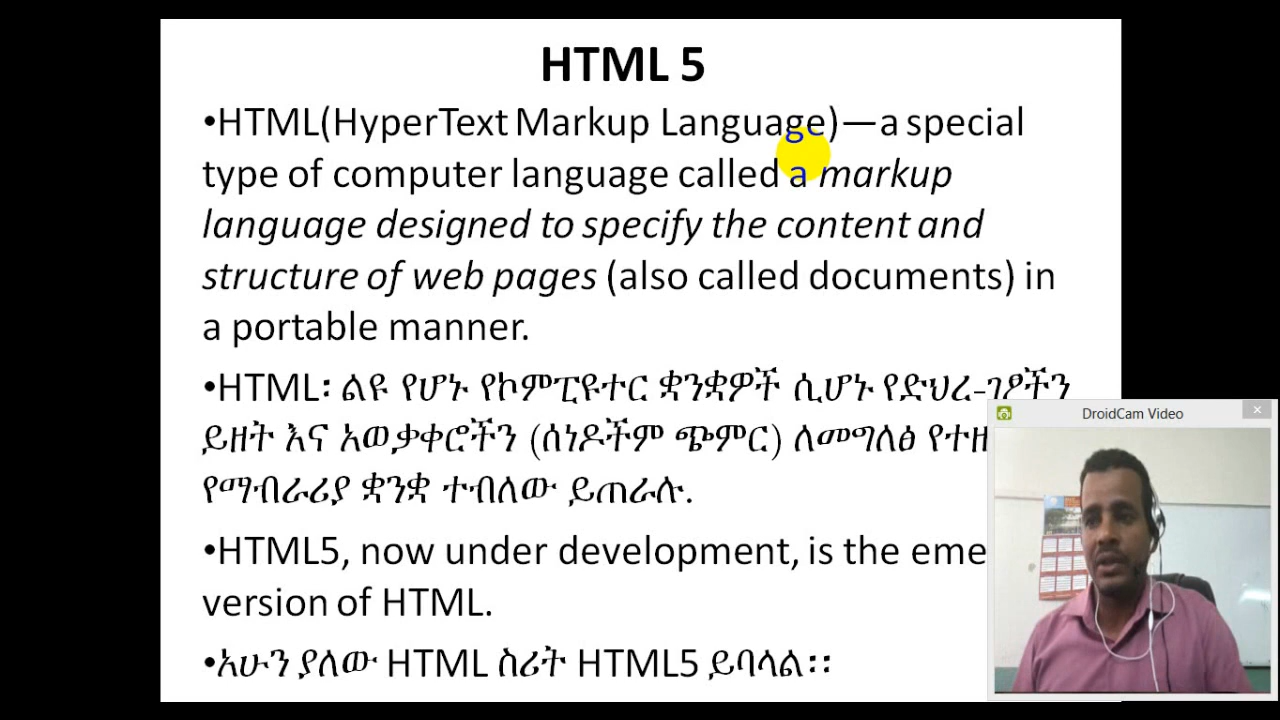 HTML 5
•HTML(HyperText Markup Language)—a special
type of computer language called a markup
language designed to specify the content and
structure of web pages (also called documents) in
a portable manner.
•HTML፡ ልዩ የሆኑ የኮምፒዩተር ቋንቋዎች ሲሆኑ የድህረ-ገፆችን
ይዘት እና አወቃቀሮችን (ሰነዶችም ጭምር) ለመግለፅ
የማብራሪያ ቋንቋ ተብለው ይጠራሉ.
•HTML5, now under development, is the
version of HTML.
•አሁን ያለው HTML ስሪት HTML5 ይባላል፡፡
DroidCam Video